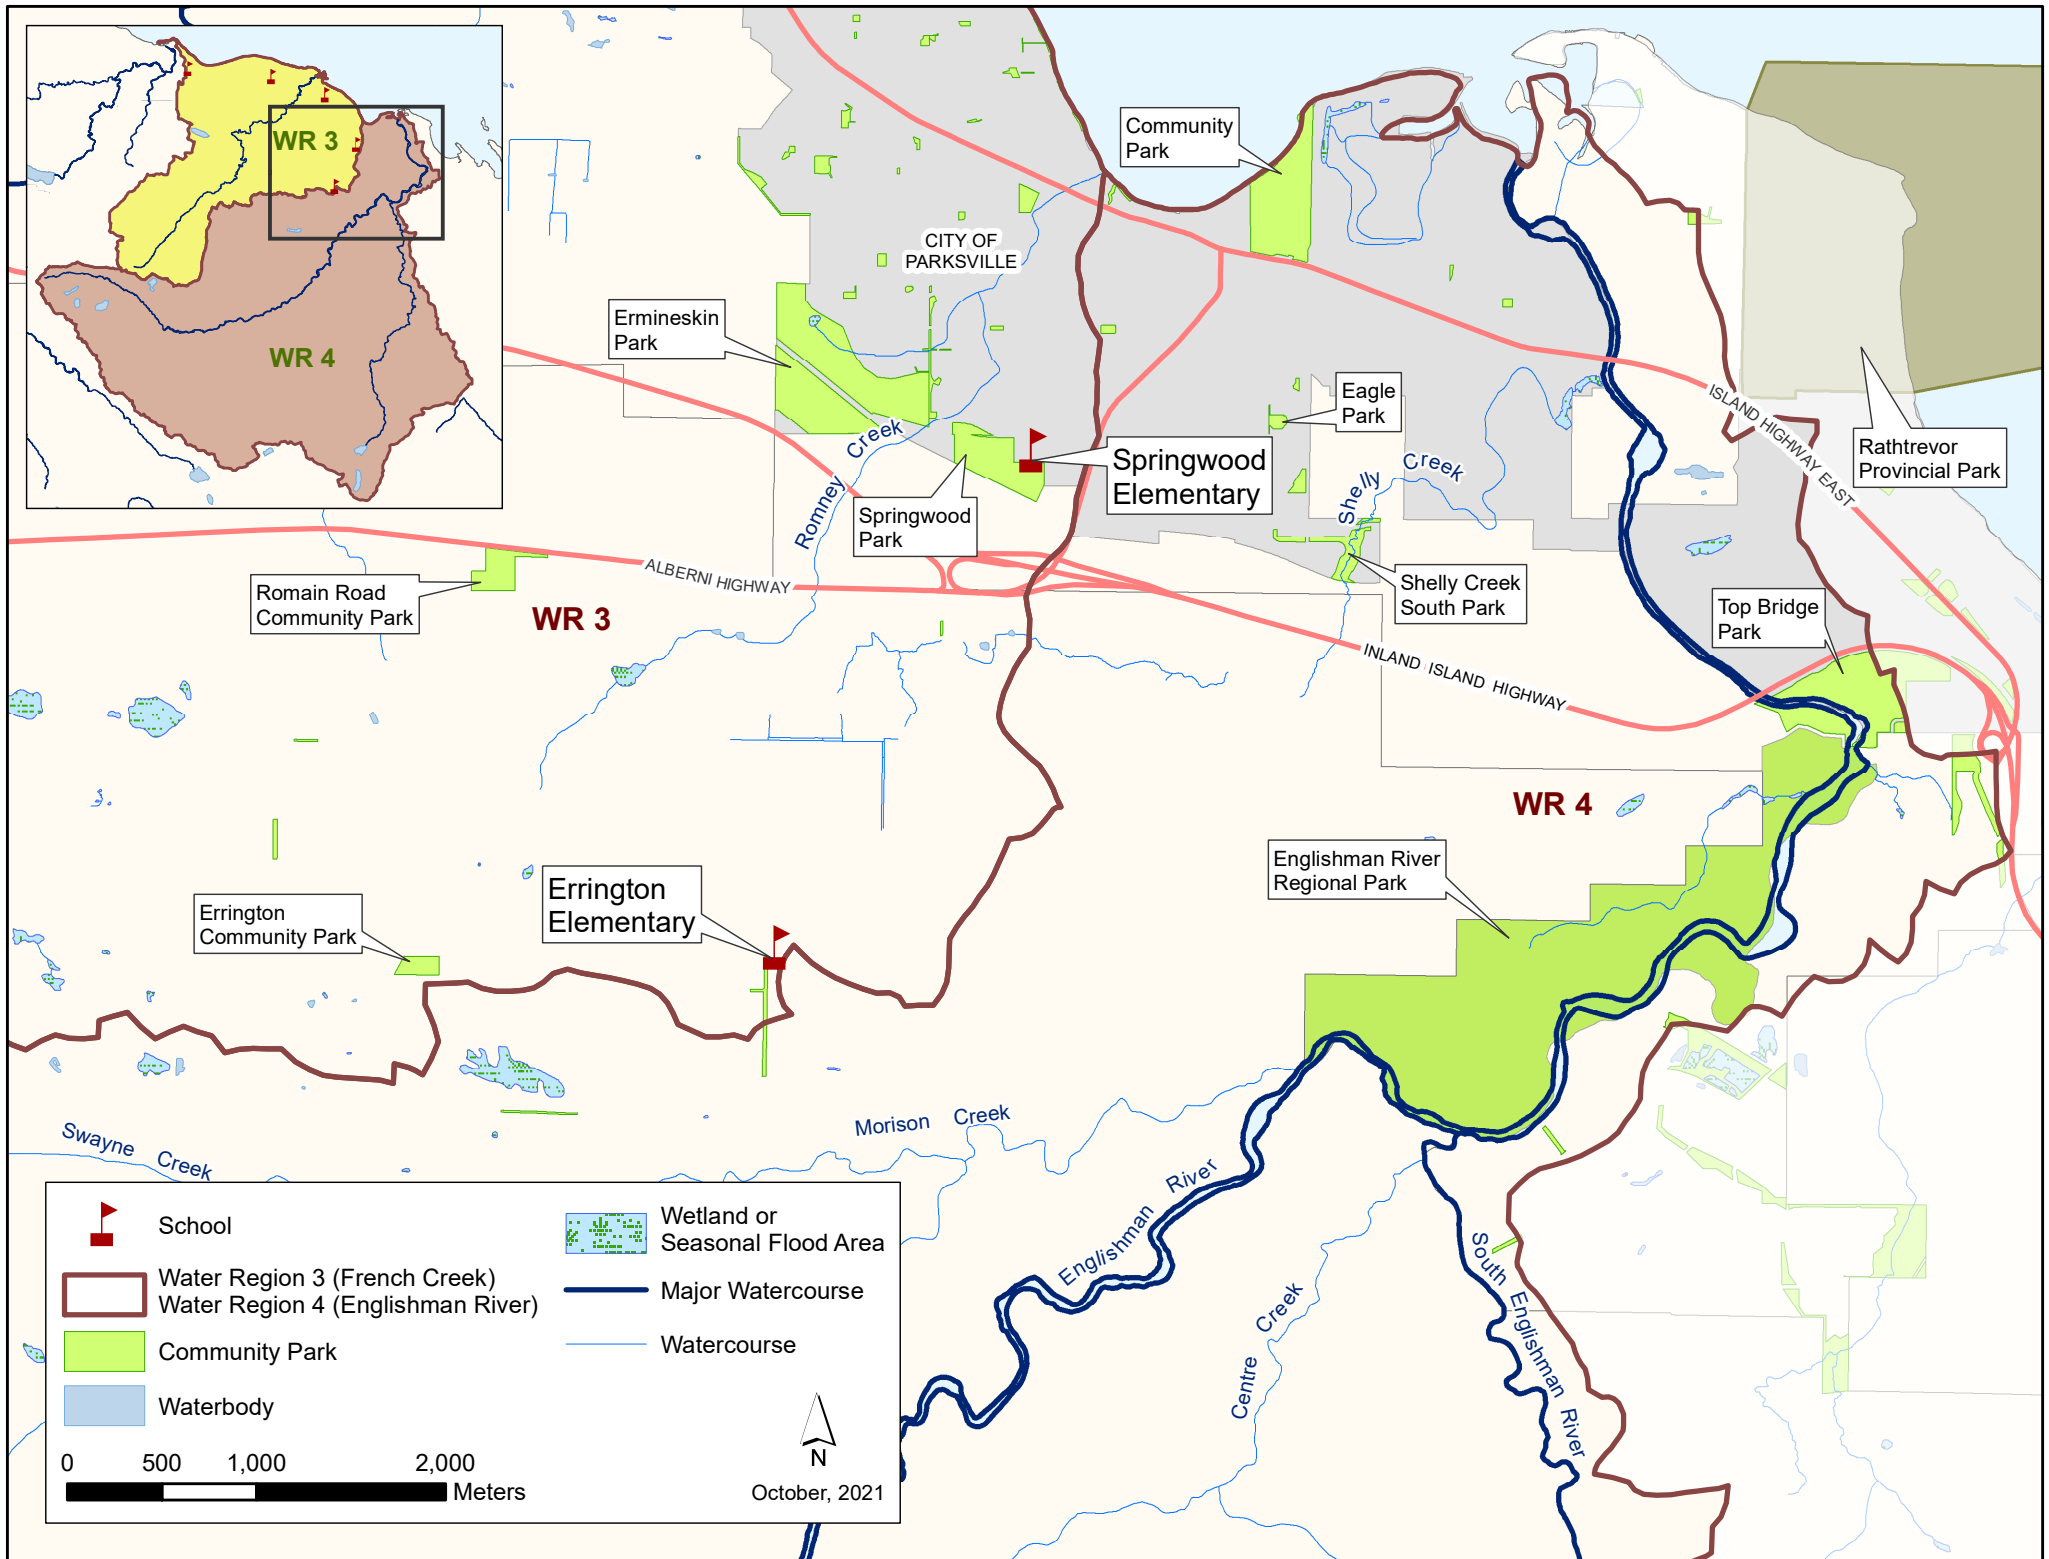 WR 3
WR 4
Community
Park
CITY OF
PARKSVILLE
Ermineskin
Park
Eagle
Park
ISLAND HIGHWAY EAST
Rathtrevor
Provincial Park
Romney Creek
Springwood
Elementary
Shelly Creek
Springwood
Park
Romain Road
Community Park
ALBERNI HIGHWAY
WR 3
Shelly Creek
South Park
Top Bridge
Park
INLAND ISLAND HIGHWAY
WR 4
Englishman River
Regional Park
Errington
Elementary
Errington
Community Park
Swayne Creek
Morison Creek
Englishman River
Centre Creek
South Englishman River
School
Water Region 3 (French Creek)
Water Region 4 (Englishman River)
Community Park
Waterbody
Wetland or
Seasonal Flood Area
Major Watercourse
Watercourse
0 500 1,000 2,000
Meters
N
October, 2021